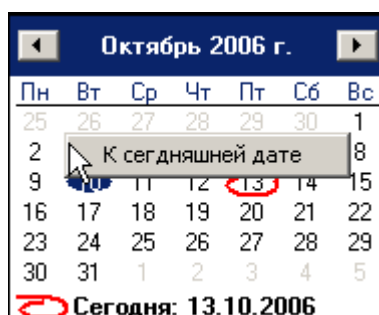 Октябрь 2006 г.
Пн Вт Ср Чт Пт Сб Вс
25 26 27 28 29 30 1
2 К сегдняшней дате 8
9 10 11 12 13 14 15
16 17 18 19 20 21 22
23 24 25 26 27 28 29
30 31 1 2 3 4 5
Сегодня: 13.10.2006